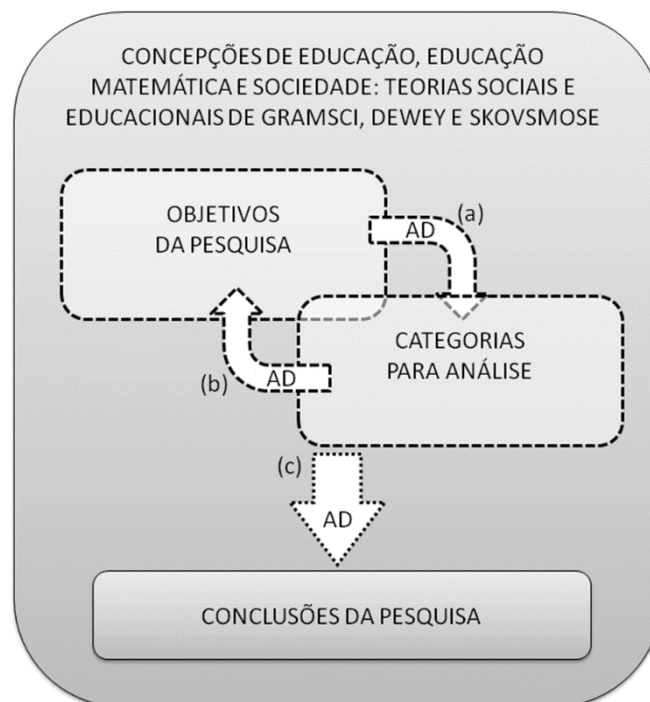 CONCEPÇÕES DE EDUCAÇÃO, EDUCAÇÃO
MATEMÁTICA E SOCIEDADE: TEORIAS SOCIAIS E
EDUCACIONAIS DE GRAMSCI, DEWEY E SKOVSMOSE
OBJETIVOS
DA PESQUISA
(a)
AD
CATEGORIAS
PARA ANÁLISE
(b)
AD
(c)
AD
CONCLUSÕES DA PESQUISA